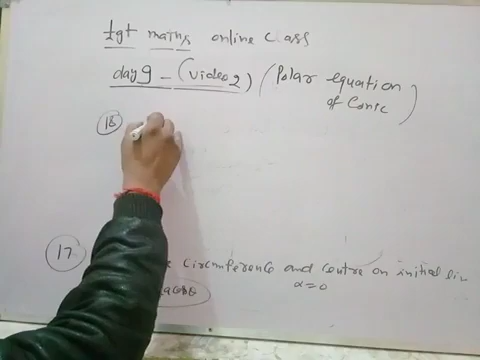 tgt maths online class
day 9 - (video 2) (Polar equation
of Conic)
18
17 circumference and centre on initial
α=0